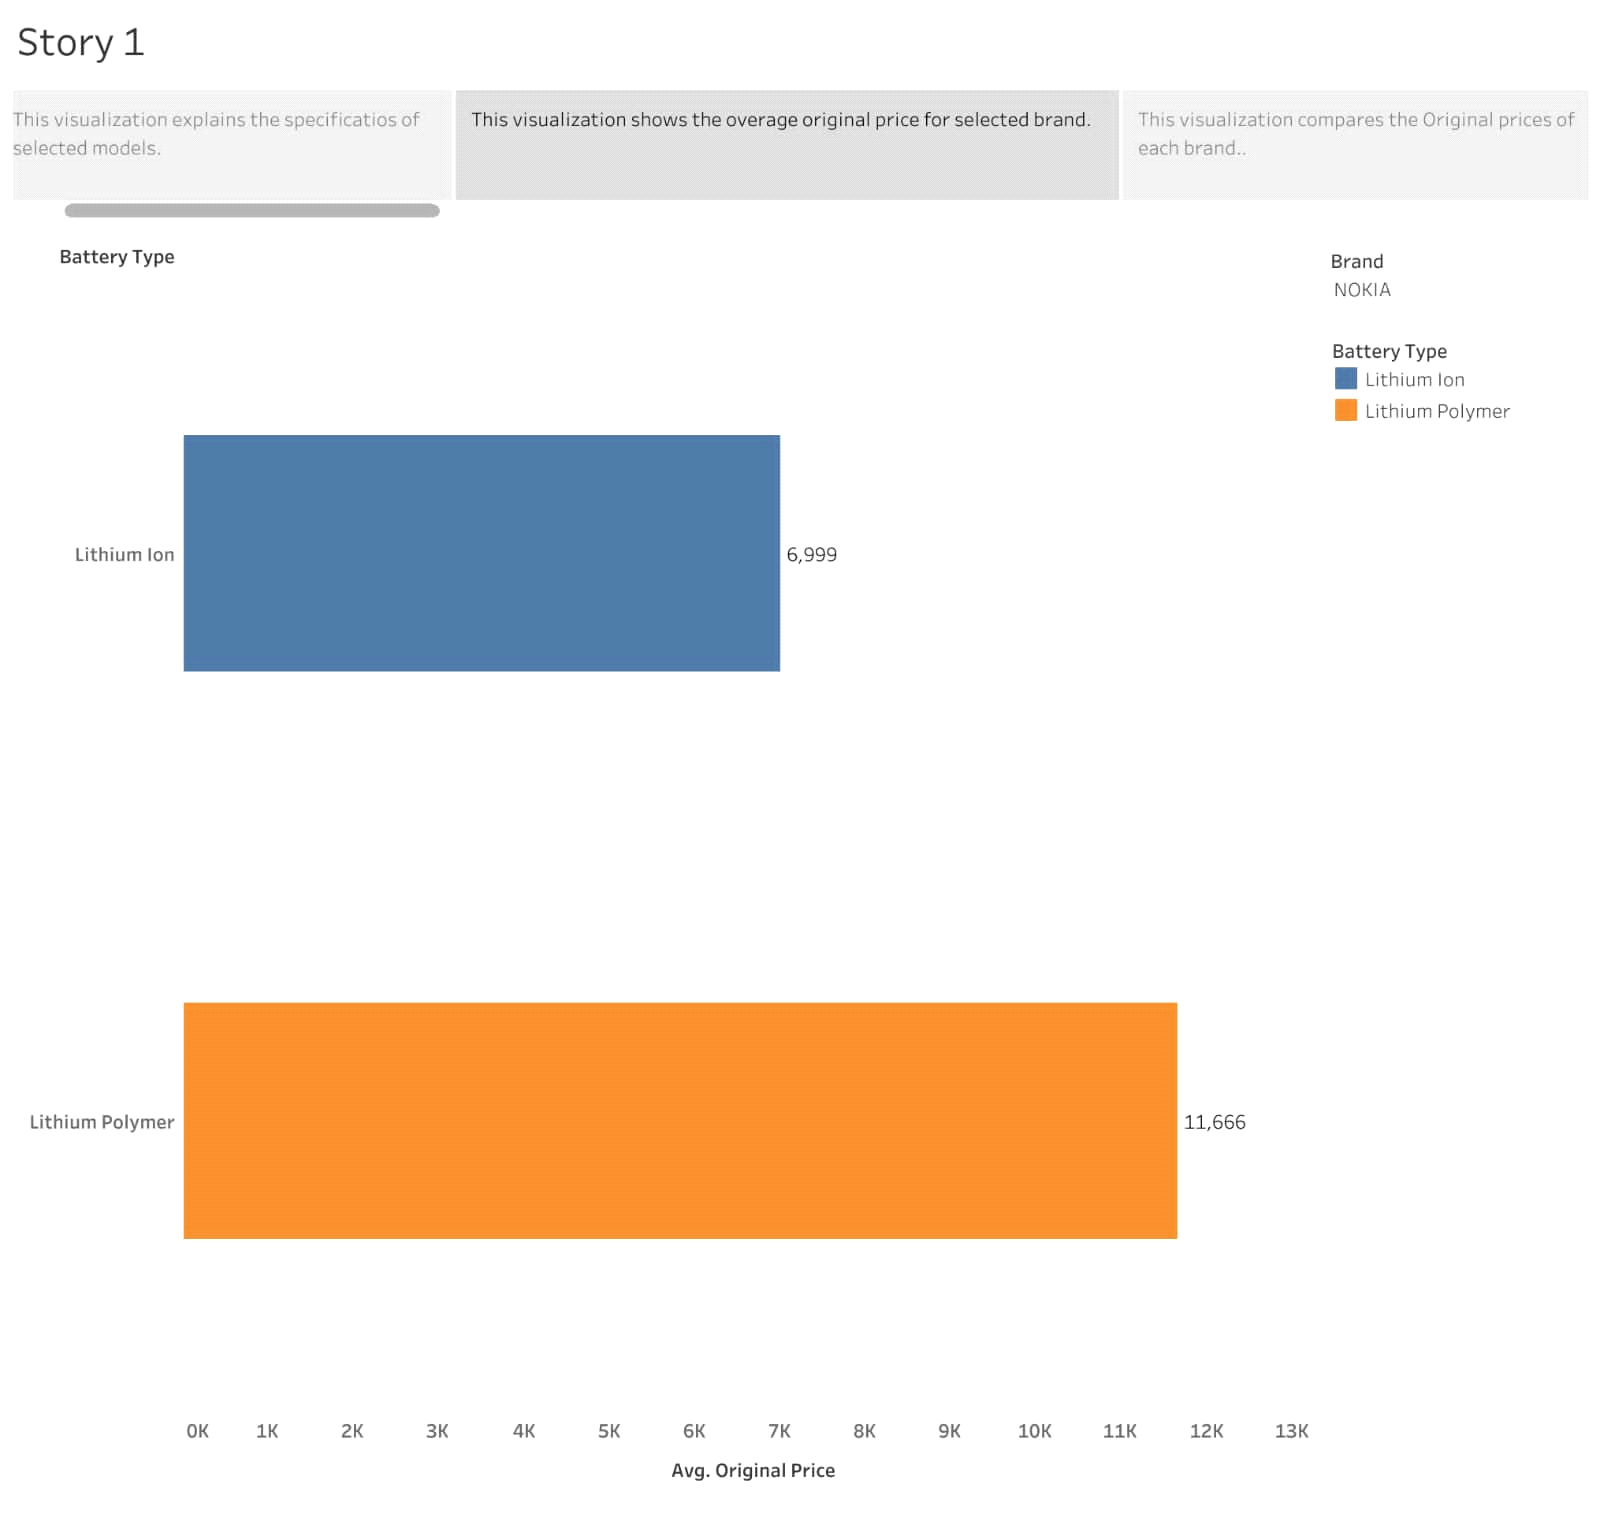 Story 1
This visualization explains the specificatios of
selected models.
This visualization shows the overage original price for selected brand.
This visualization compares the Original prices of
each brand..
Battery Type
Brand
NOKIA
Battery Type
Lithium Ion
Lithium Polymer
Lithium Ion
6,999
Lithium Polymer
11,666
0K 1K 2K 3K 4K 5K 6K 7K 8K 9K 10K 11K 12K 13K
Avg. Original Price